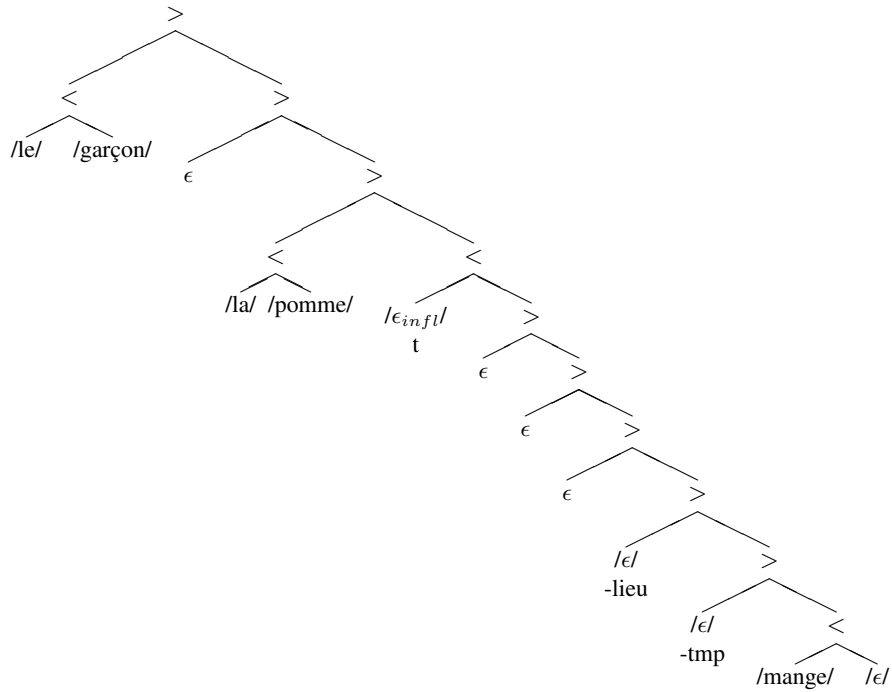 >
< >
/le/ /garçon/ ϵ >
< <
/la/ /pomme/ /ϵinfl/ >
t
ϵ >
ϵ >
ϵ >
/ϵ/ >
-lieu
/ϵ/ <
-tmp
/mange/ /ϵ/